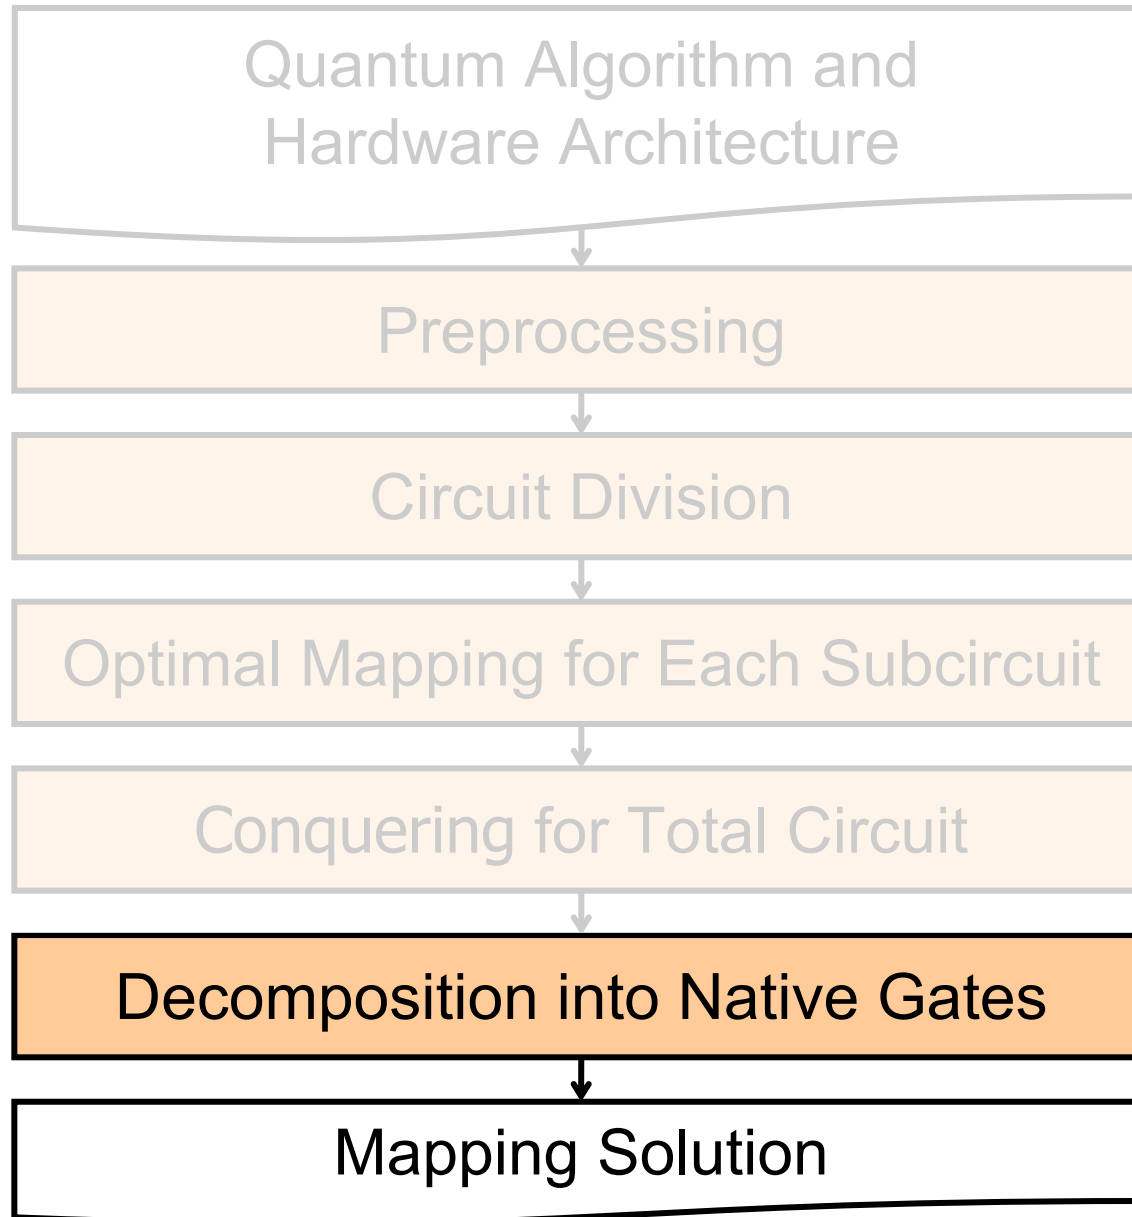 Quantum Algorithm and
Hardware Architecture
Preprocessing
Circuit Division
Optimal Mapping for Each Subcircuit
Conquering for Total Circuit
Decomposition into Native Gates
Mapping Solution